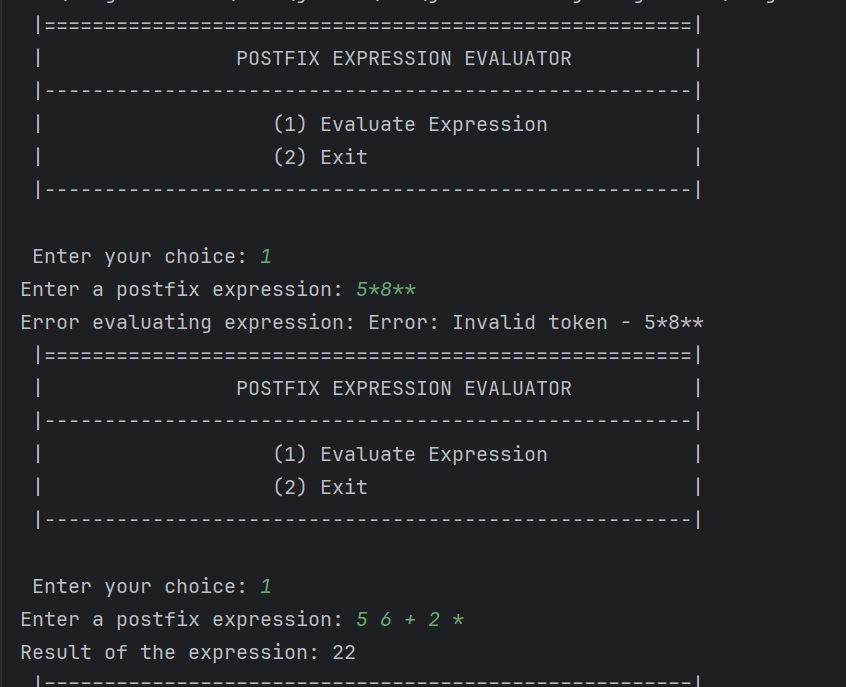 |======================================================|
|                POSTFIX EXPRESSION EVALUATOR          |
|------------------------------------------------------|
|                   (1) Evaluate Expression            |
|                   (2) Exit                           |
|------------------------------------------------------|
Enter your choice: 1
Enter a postfix expression: 5*8**
Error evaluating expression: Error: Invalid token - 5*8**
|======================================================|
|                POSTFIX EXPRESSION EVALUATOR          |
|------------------------------------------------------|
|                   (1) Evaluate Expression            |
|                   (2) Exit                           |
|------------------------------------------------------|
Enter your choice: 1
Enter a postfix expression: 5 6 + 2 *
Result of the expression: 22